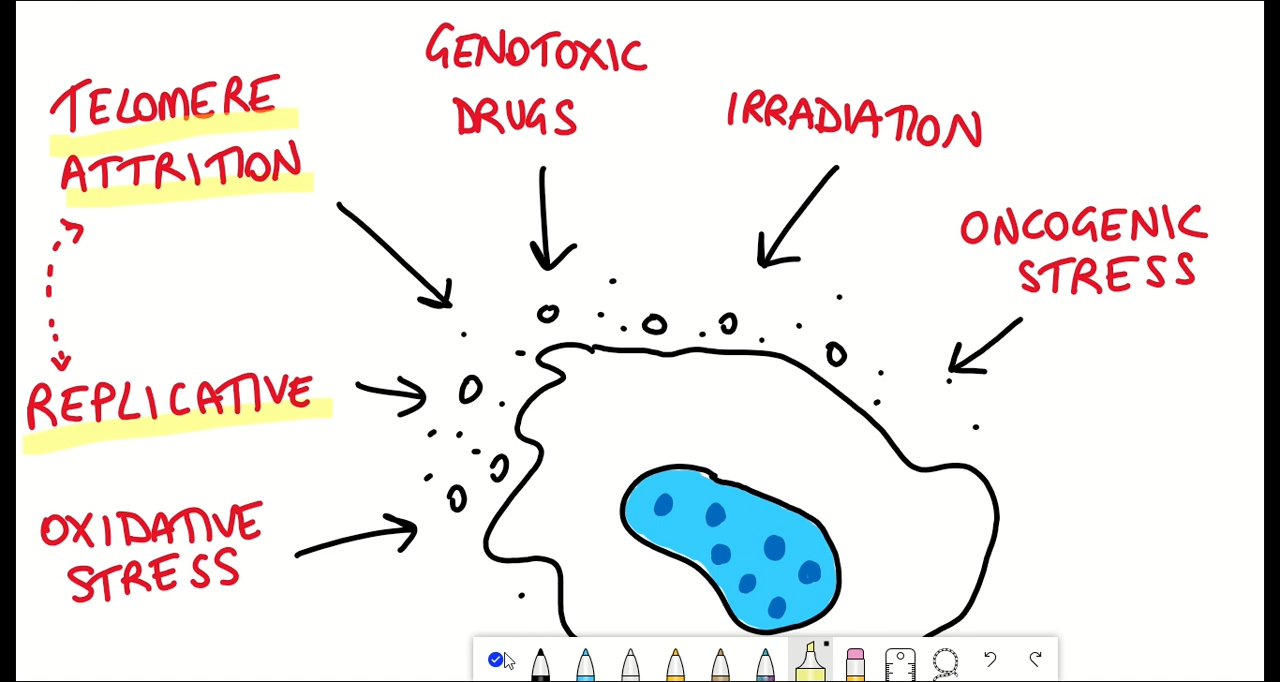 GENOTOXIC
DRUGS
TELOMERE
ATTRITION
IRRADIATION
ONCOGENIC
STRESS
REPLICATIVE
OXIDATIVE
STRESS